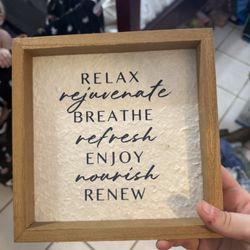 RELAX
rejuvenate
BREATHE
refresh
ENJOY
nourish
RENEW